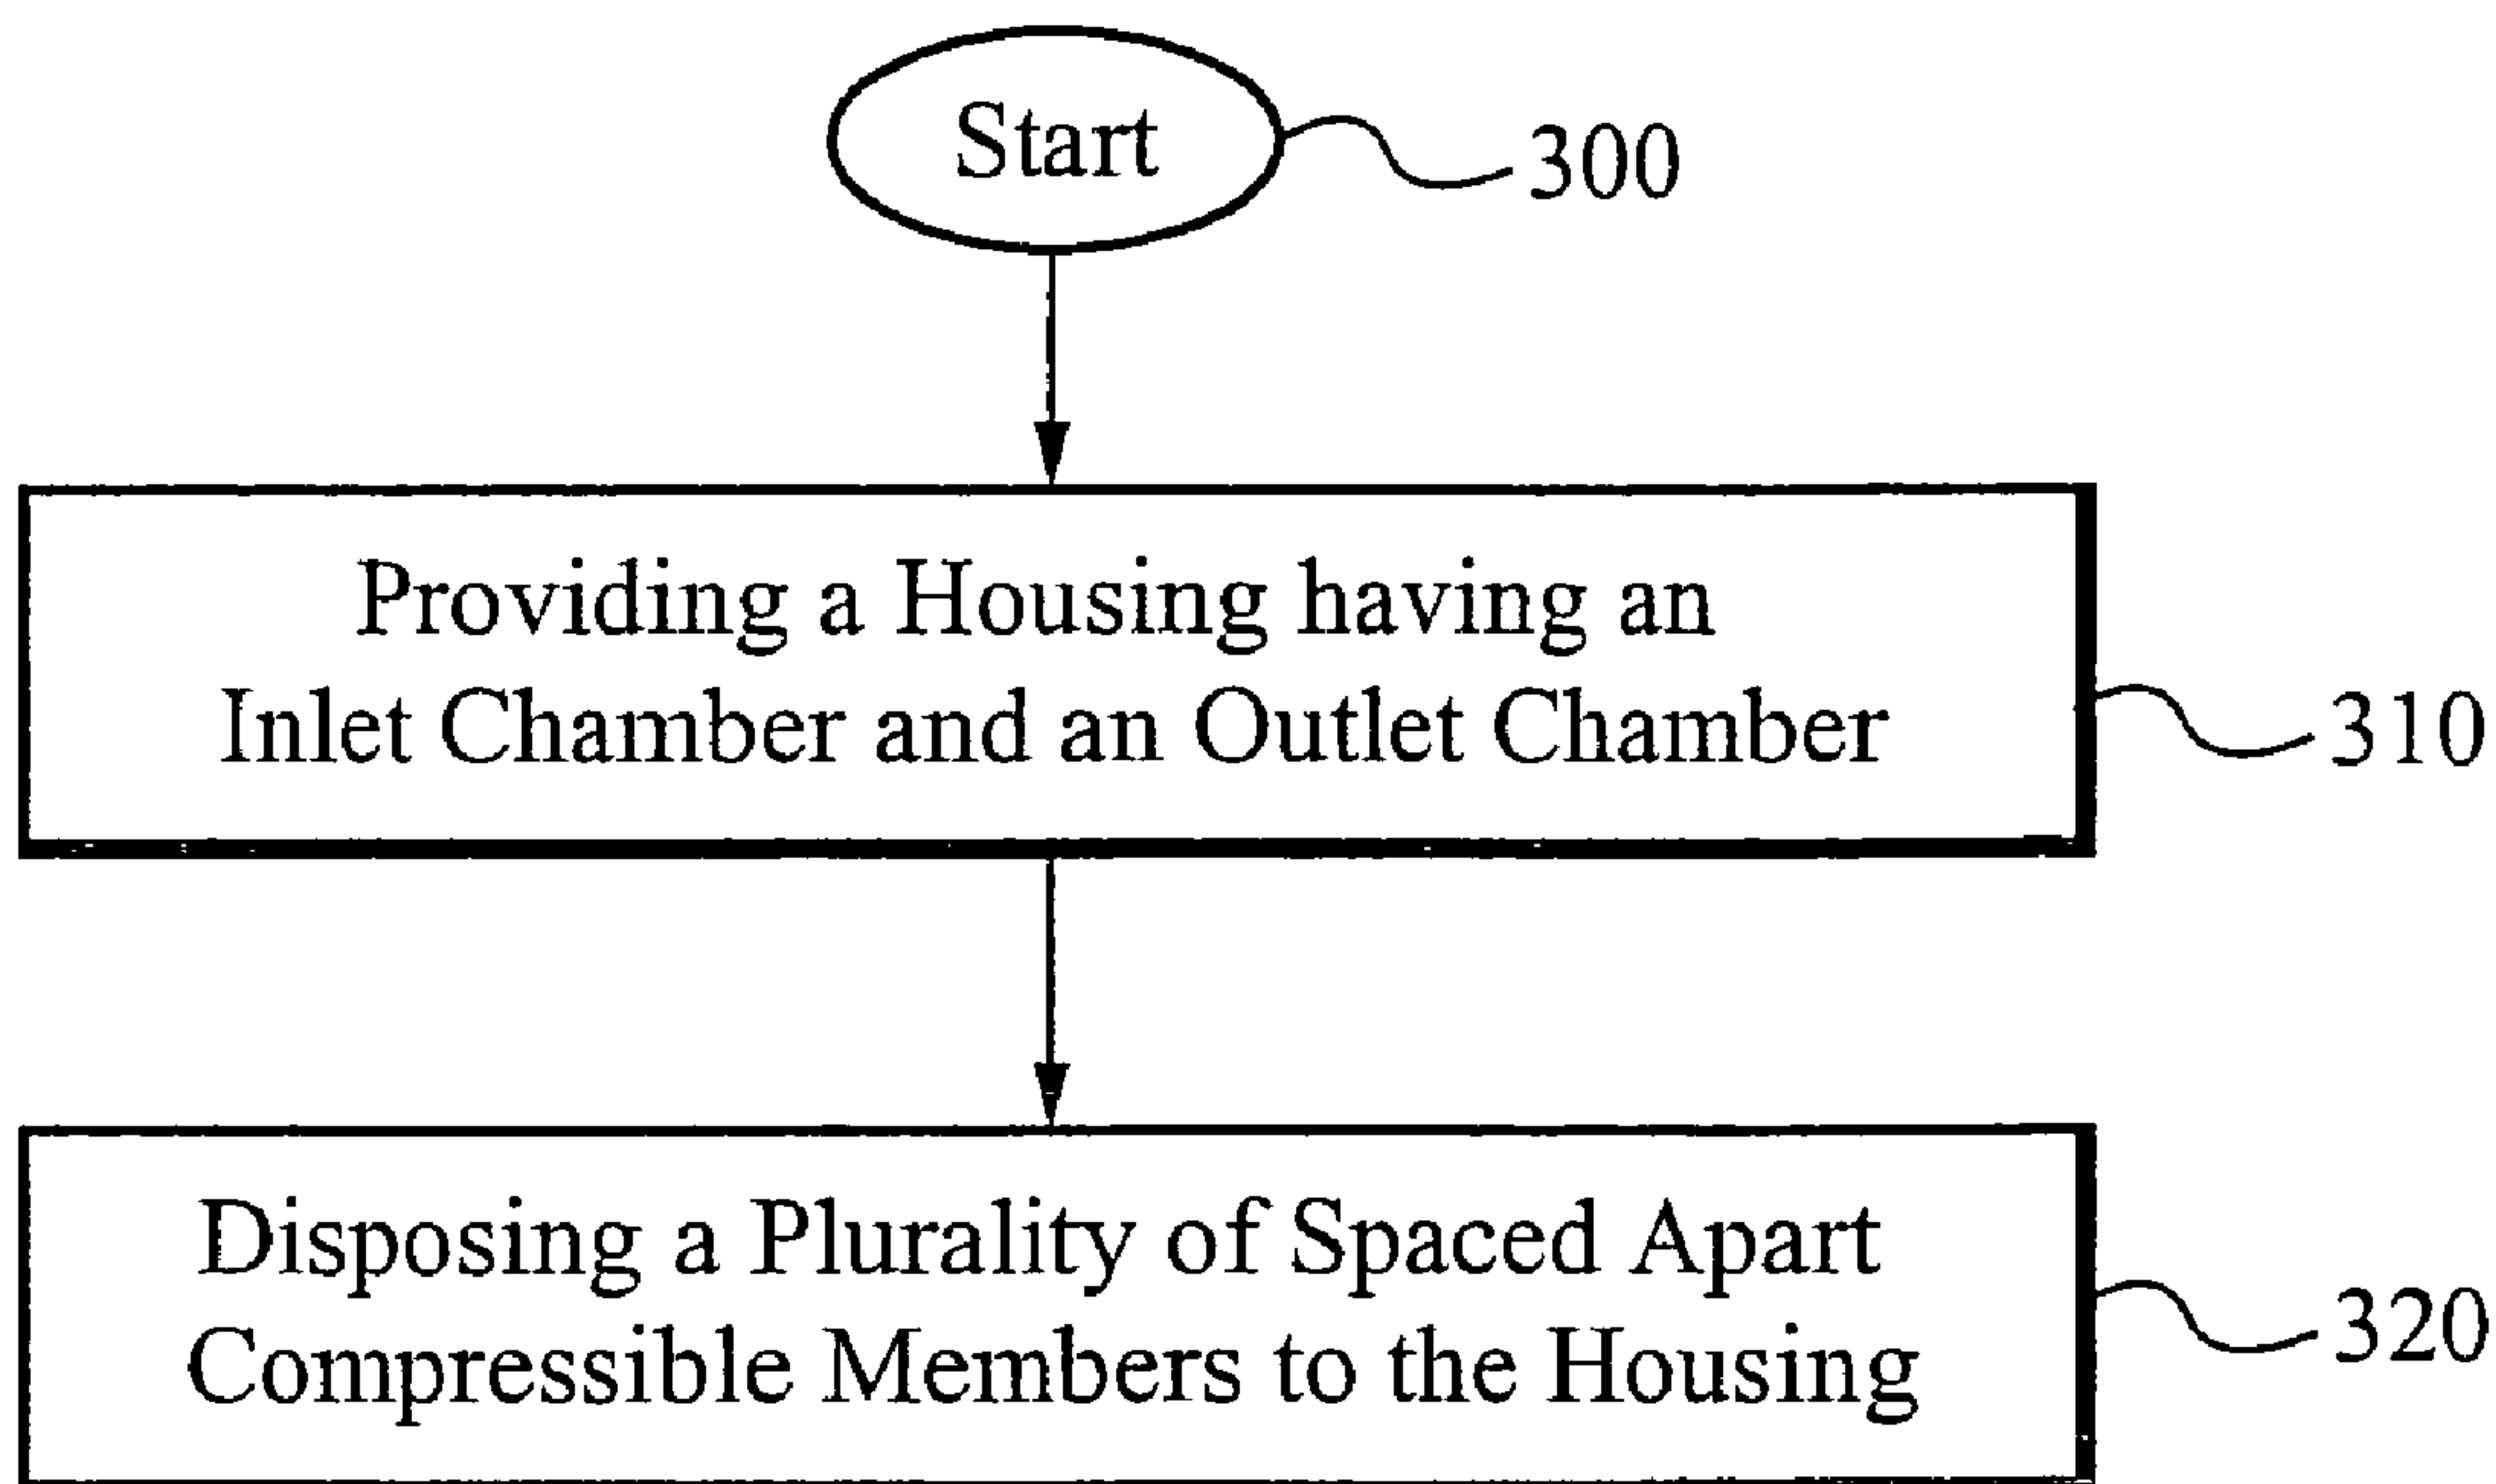 Start
300
Providing a Housing having an
Inlet Chamber and an Outlet Chamber
310
Disposing a Plurality of Spaced Apart
Compressible Members to the Housing
320